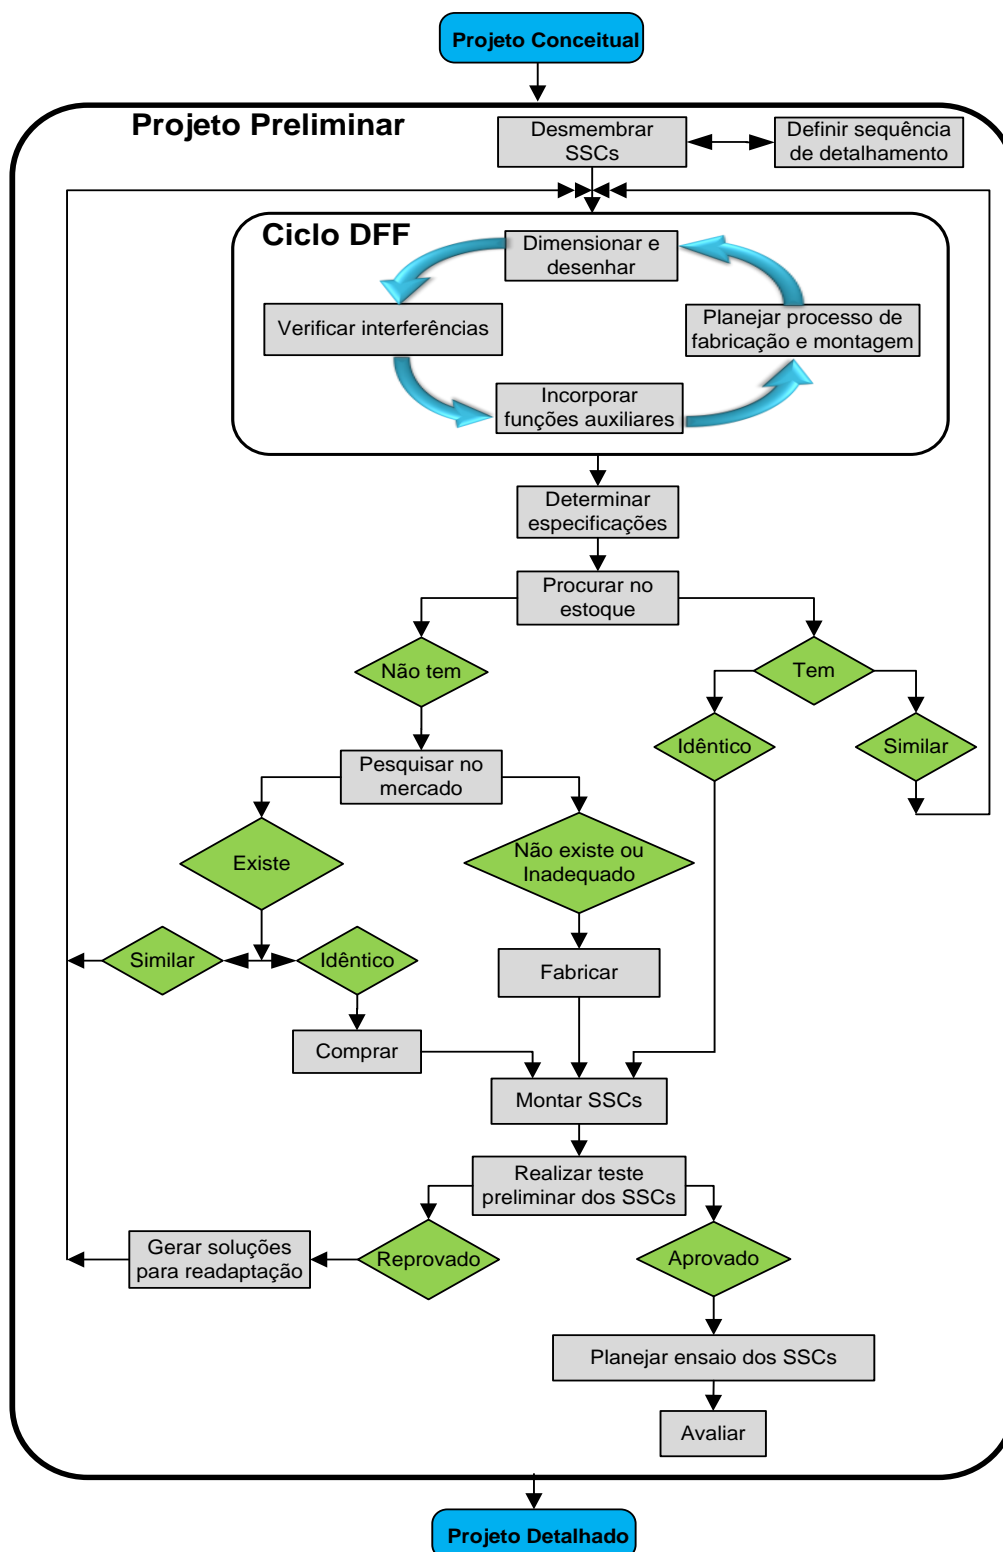 Projeto Conceitual
Projeto Preliminar
Desmembrar
SSCs
Definir sequência
de detalhamento
Ciclo DFF
Dimensionar e
desenhar
Verificar interferências
Planejar processo de
fabricação e montagem
Incorporar
funções auxiliares
Determinar
especificações
Procurar no
estoque
Não tem
Tem
Idêntico
Similar
Pesquisar no
mercado
Existe
Não existe ou
Inadequado
Similar
Idêntico
Fabricar
Comprar
Montar SSCs
Realizar teste
preliminar dos SSCs
Gerar soluções
para readaptação
Reprovado
Aprovado
Planejar ensaio dos SSCs
Avaliar
Projeto Detalhado